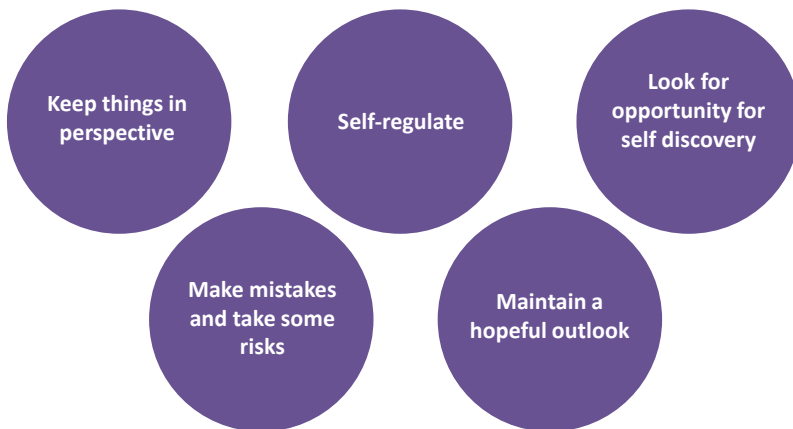 Keep things in
perspective
Self-regulate
Look for
opportunity for
self discovery
Make mistakes
and take some
risks
Maintain a
hopeful outlook